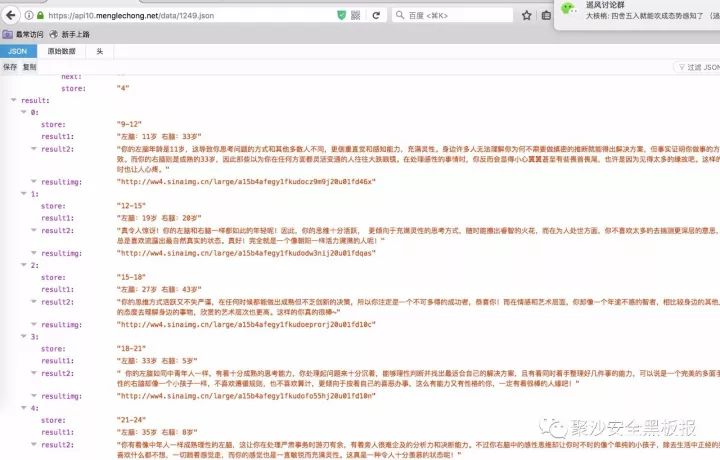 https://api10.menglechong.net/data/1249.json
百度 <⌘K>
巡风讨论群
大核桃: 四舍五入就能吹成态势感知了
最常访问
新手上路
JSON
原始数据
头
保存
复制
过滤 JSON
store: "4"
result:
0:
store: "9-12"
result1: "左脑：11岁 右脑：33岁"
result2: "你的左脑年龄是11岁，这导致你思考问题的方式和其他多数人不同，更倾重直觉和感知能力，充满灵性。身边许多人无法理解你为何不需要做缜密的推断就能得出解决方案，但事实证明你做事的方
致。而你的右脑则是成熟的33岁，因此那些以为你在任何方面都灵活变通的人往往大跌眼镜。在处理感性的事情时，你反而会显得小心翼翼甚至有些畏首畏尾，也许是因为见得太多的缘故吧。这样的
时也让人心疼。"
resultimg: "http://ww4.sinaimg.cn/large/a15b4afegy1fkudocz9m9j20u01fd46x"
1:
store: "12-15"
result1: "左脑：19岁 右脑：20岁"
result2: "真令人惊讶！你的左脑和右脑一样都如此的年轻呢！因此，你的思维十分活跃， 更倾向于充满灵性的思考方式，随时能擦出睿智的火花，而在为人处世方面，你不喜欢太多的去揣测更深层的意思，
总是喜欢流露出最自然真实的状态。真好！完全就是一个像朝阳一样活力满满的人呢！"
resultimg: "http://ww4.sinaimg.cn/large/a15b4afegy1fkudodw3nij20u01fdqas"
2:
store: "15-18"
result1: "左脑：27岁 右脑：43岁"
result2: "你的思维方式活跃又不失严谨，在任何时候都能做出成熟但不乏创新的决策，所以你注定是一个不可多得的成功者，恭喜你！而在情感和艺术层面，你却像一个年逾不惑的智者，相比较身边的其他
的态度去理解身边的事物，欣赏的艺术层次也更高。这样的你真的很棒~"
resultimg: "http://ww4.sinaimg.cn/large/a15b4afegy1fkudoeprorj20u01fd10c"
3:
store: "18-21"
result1: "左脑：33岁 右脑：5岁"
result2: " 你的左脑如同中青年人一样，有着十分成熟的思考能力，你处理起问题来十分沉着，能够理性判断并找出最适合自己的解决方案，且有着同时着手整理好几件事的能力，可以说是一个完美的多面手
性的右脑却像一个小孩子一样，不喜欢遵循规则，也不喜欢算计，更倾向于按着自己的喜恶办事，这么有能力又有性格的你，一定有着很棒的人缘吧！"
resultimg: "http://ww4.sinaimg.cn/large/a15b4afegy1fkudofo55hj20u01fd10n"
4:
store: "21-24"
result1: "左脑：35岁 右脑：8岁"
result2: "你有着像中年人一样成熟理性的左脑，这让你在处理严肃事务时游刃有余，有着旁人很难企及的分析力和决断能力。不过你右脑中的感性思维却让你时不时的像个单纯的小孩子，除去生活中正经的
喜欢什么都不想，一切跟着感觉走，而你的感觉也是一直敏锐而充满灵性。这真是一种令人十分羡慕的状态呢！"
聚沙安全黑板报